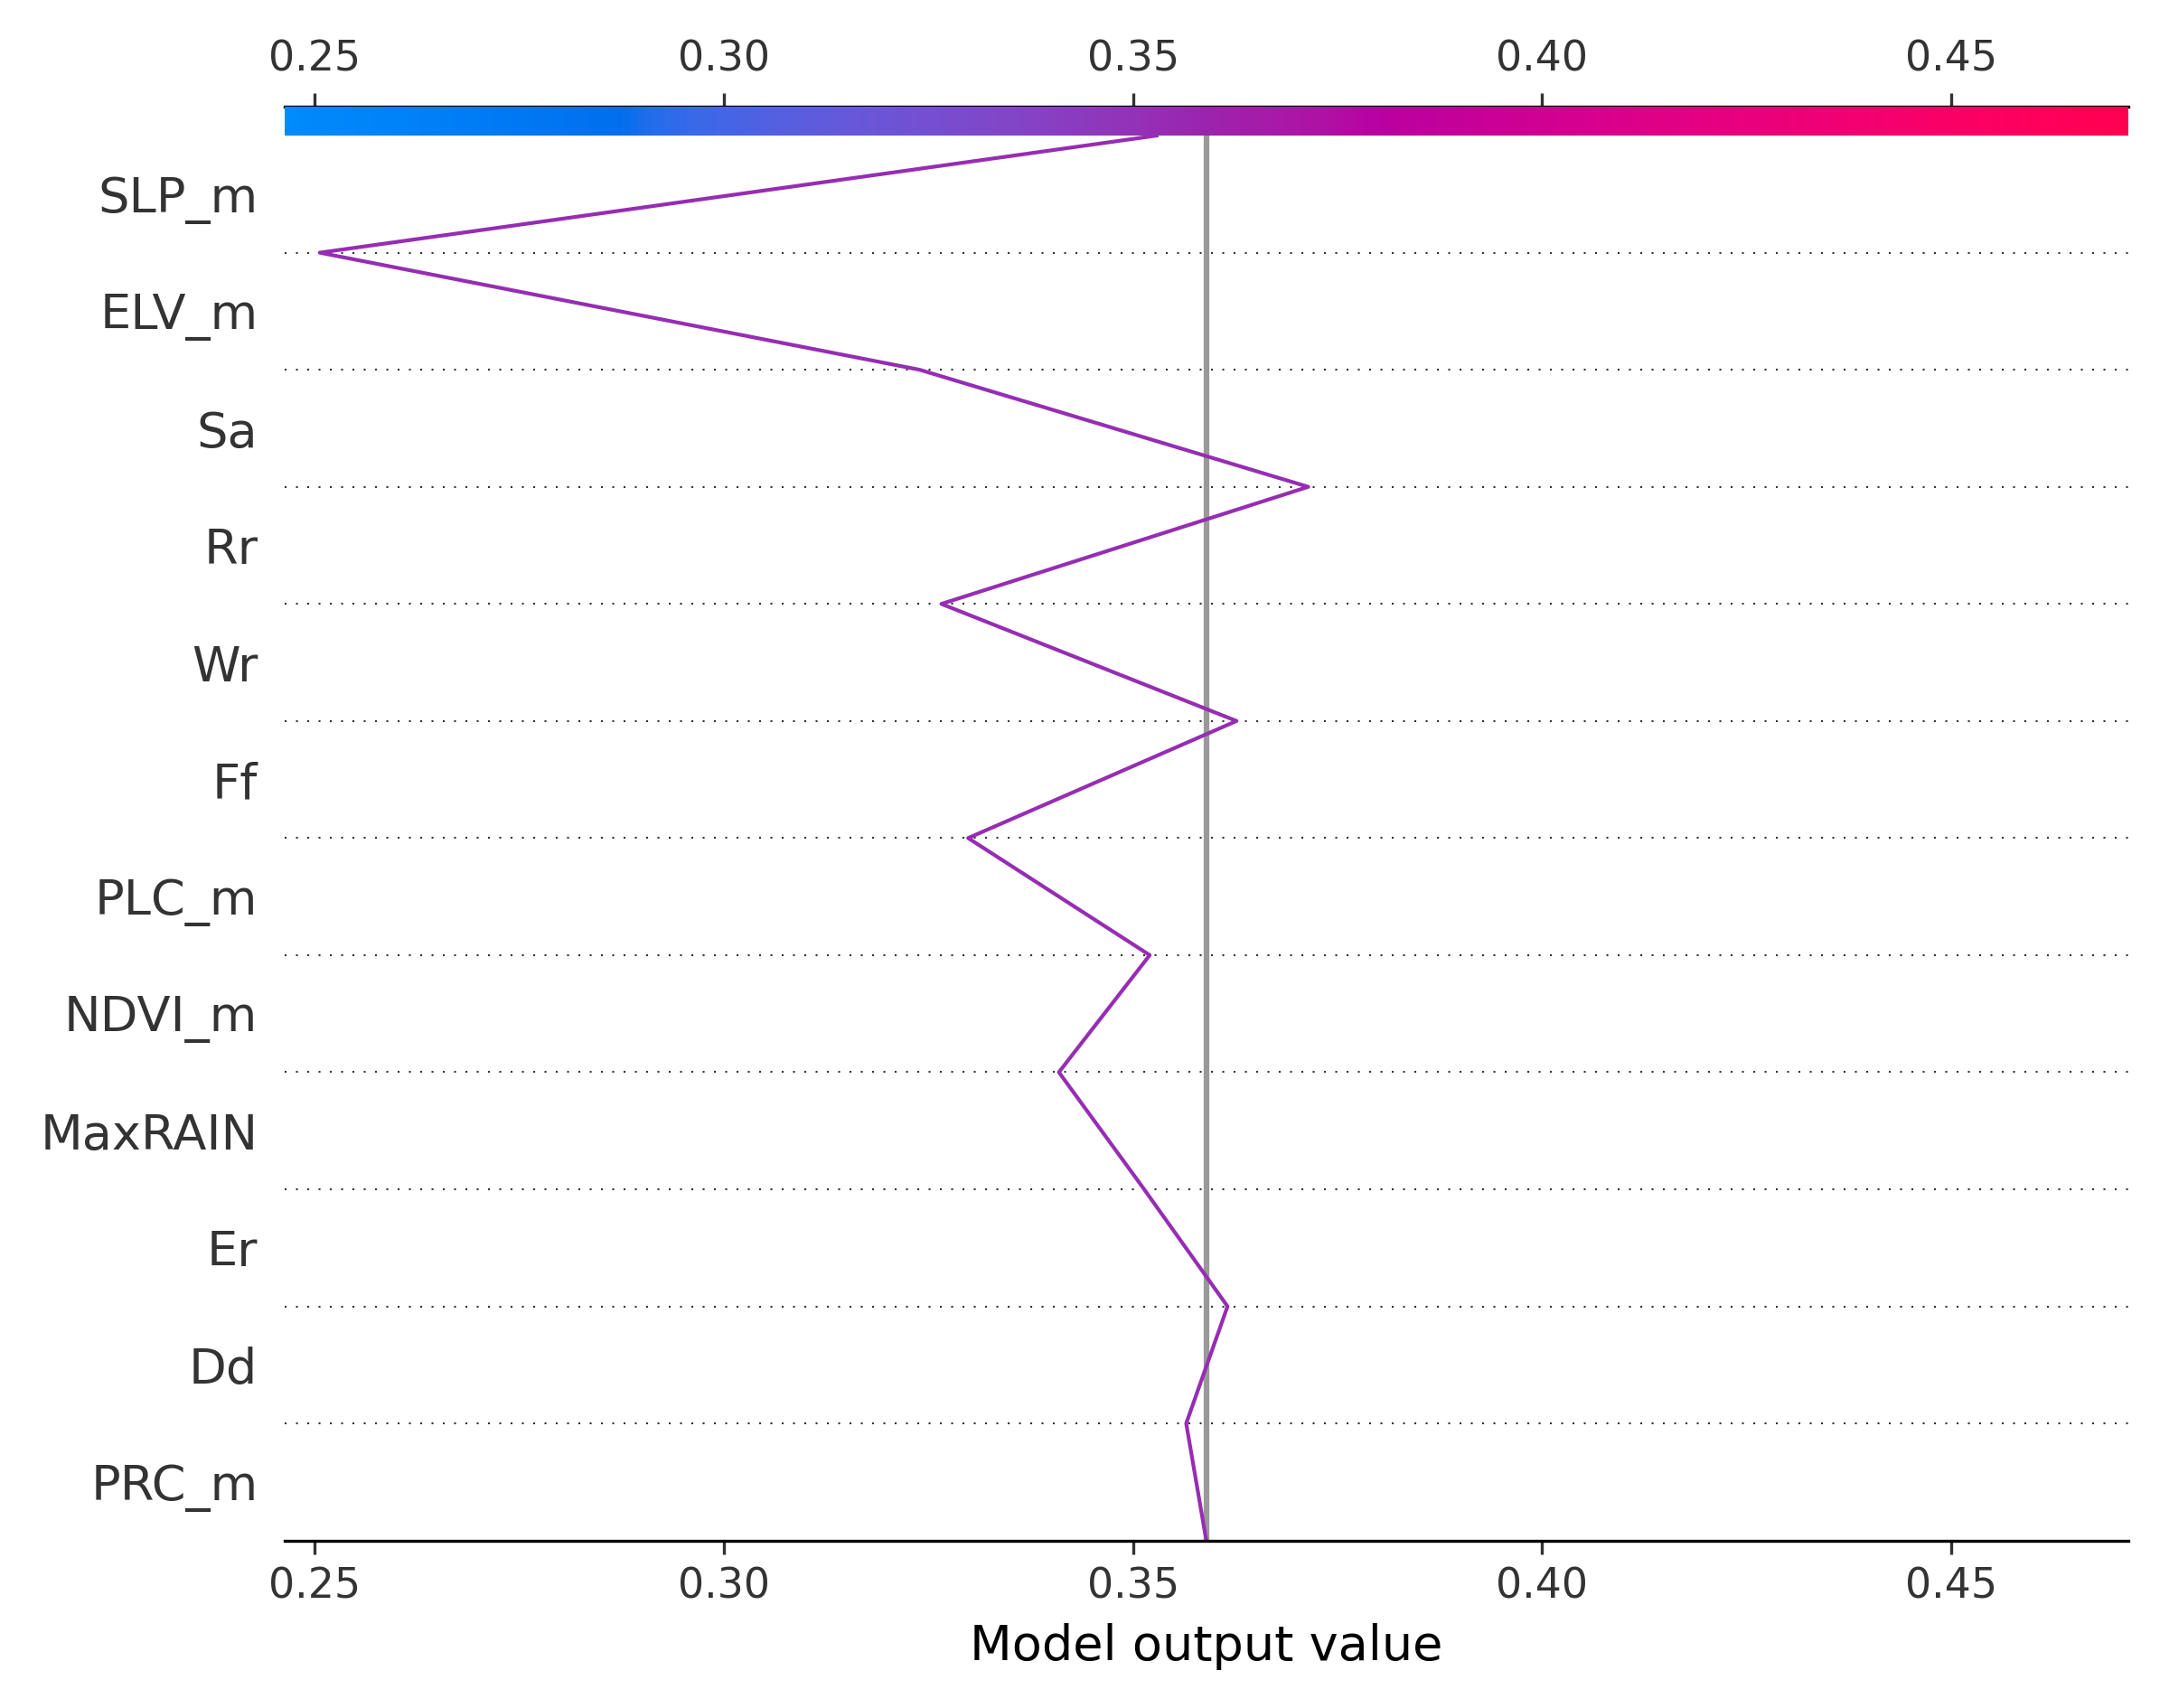 0.25 0.30 0.35 0.40 0.45
SLP_m
ELV_m
Sa
Rr
Wr
Ff
PLC_m
NDVI_m
MaxRAIN
Er
Dd
PRC_m
0.25 0.30 0.35 0.40 0.45
Model output value